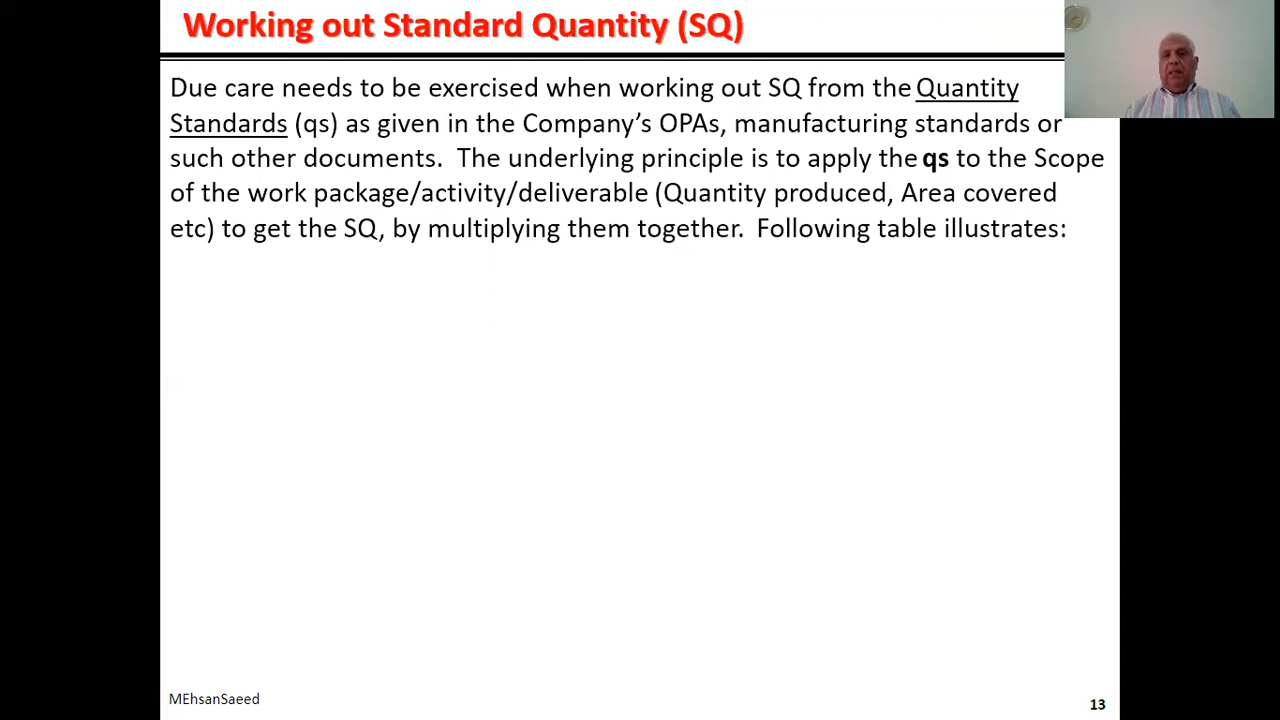 Working out Standard Quantity (SQ)
Due care needs to be exercised when working out SQ from the Quantity
Standards (qs) as given in the Company’s OPAs, manufacturing standards or
such other documents.  The underlying principle is to apply the qs to the Scope
of the work package/activity/deliverable (Quantity produced, Area covered
etc) to get the SQ, by multiplying them together.  Following table illustrates:
MEhsanSaeed
13